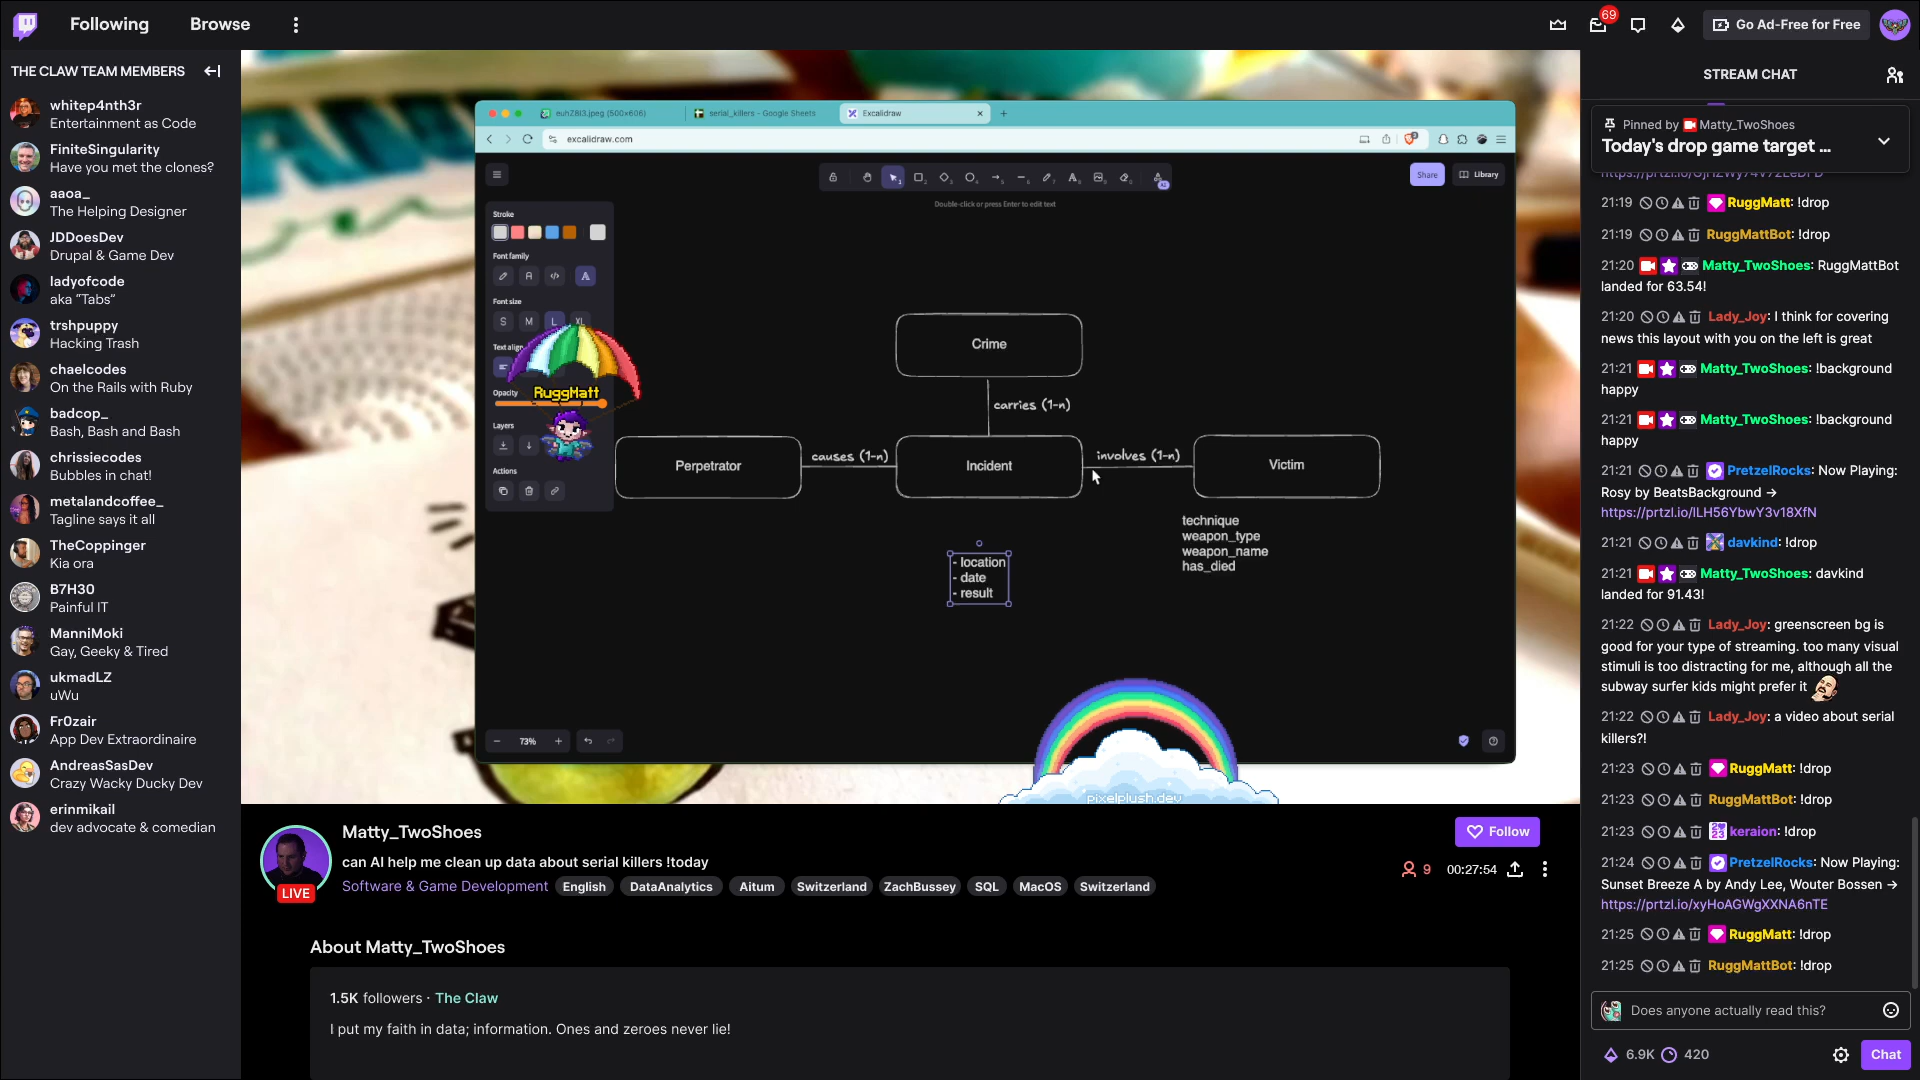 Following
Browse
69
Go Ad-Free for Free
THE CLAW TEAM MEMBERS
whitep4nth3r
Entertainment as Code
FiniteSingularity
Have you met the clones?
aaoa_
The Helping Designer
JDDoesDev
Drupal & Game Dev
ladyofcode
aka "Tabs"
trshpuppy
Hacking Trash
chaelcodes
On the Rails with Ruby
badcop_
Bash, Bash and Bash
chrissiecodes
Bubbles in chat!
metalandcoffee_
Tagline says it all
TheCoppinger
Kia ora
B7H30
Painful IT
ManniMoki
Gay, Geeky & Tired
ukmadLZ
uWu
Fr0zair
App Dev Extraordinaire
AndreasSasDev
Crazy Wacky Ducky Dev
erinmikail
dev advocate & comedian
serial_killers - Google Sheets
Excalidraw
excalidraw.com
Share
Library
Double-click or press Enter to edit text
Stroke
Font family
Font size
S M L XL
Text align
Opacity
Layers
Actions
RuggMatt
Crime
carries (1-n)
Perpetrator
causes (1-n)
Incident
involves (1-n)
Victim
technique
weapon_type
weapon_name
has_died
- location
- date
- result
73%
pixelplush.dev
Matty_TwoShoes
can AI help me clean up data about serial killers !today
Software & Game Development
English
DataAnalytics
Aitum
Switzerland
ZachBussey
SQL
MacOS
Switzerland
LIVE
Follow
9
00:27:54
About Matty_TwoShoes
1.5K followers · The Claw
I put my faith in data; information. Ones and zeroes never lie!
STREAM CHAT
Pinned by Matty_TwoShoes
Today's drop game target ...
21:19 RuggMatt: !drop
21:19 RuggMattBot: !drop
21:20 Matty_TwoShoes: RuggMattBot
landed for 63.54!
21:20 Lady_Joy: I think for covering
news this layout with you on the left is great
21:21 Matty_TwoShoes: !background
happy
21:21 Matty_TwoShoes: !background
happy
21:21 PretzelRocks: Now Playing:
Rosy by BeatsBackground →
https://prtzl.io/lLH56YbwY3v18XfN
21:21 davkind: !drop
21:21 Matty_TwoShoes: davkind
landed for 91.43!
21:22 Lady_Joy: greenscreen bg is
good for your type of streaming. too many visual
stimuli is too distracting for me, although all the
subway surfer kids might prefer it
21:22 Lady_Joy: a video about serial
killers?!
21:23 RuggMatt: !drop
21:23 RuggMattBot: !drop
21:23 keraion: !drop
21:24 PretzelRocks: Now Playing:
Sunset Breeze A by Andy Lee, Wouter Bossen →
https://prtzl.io/xyHoAGWgXXNA6nTE
21:25 RuggMatt: !drop
21:25 RuggMattBot: !drop
Does anyone actually read this?
6.9K
420
Chat